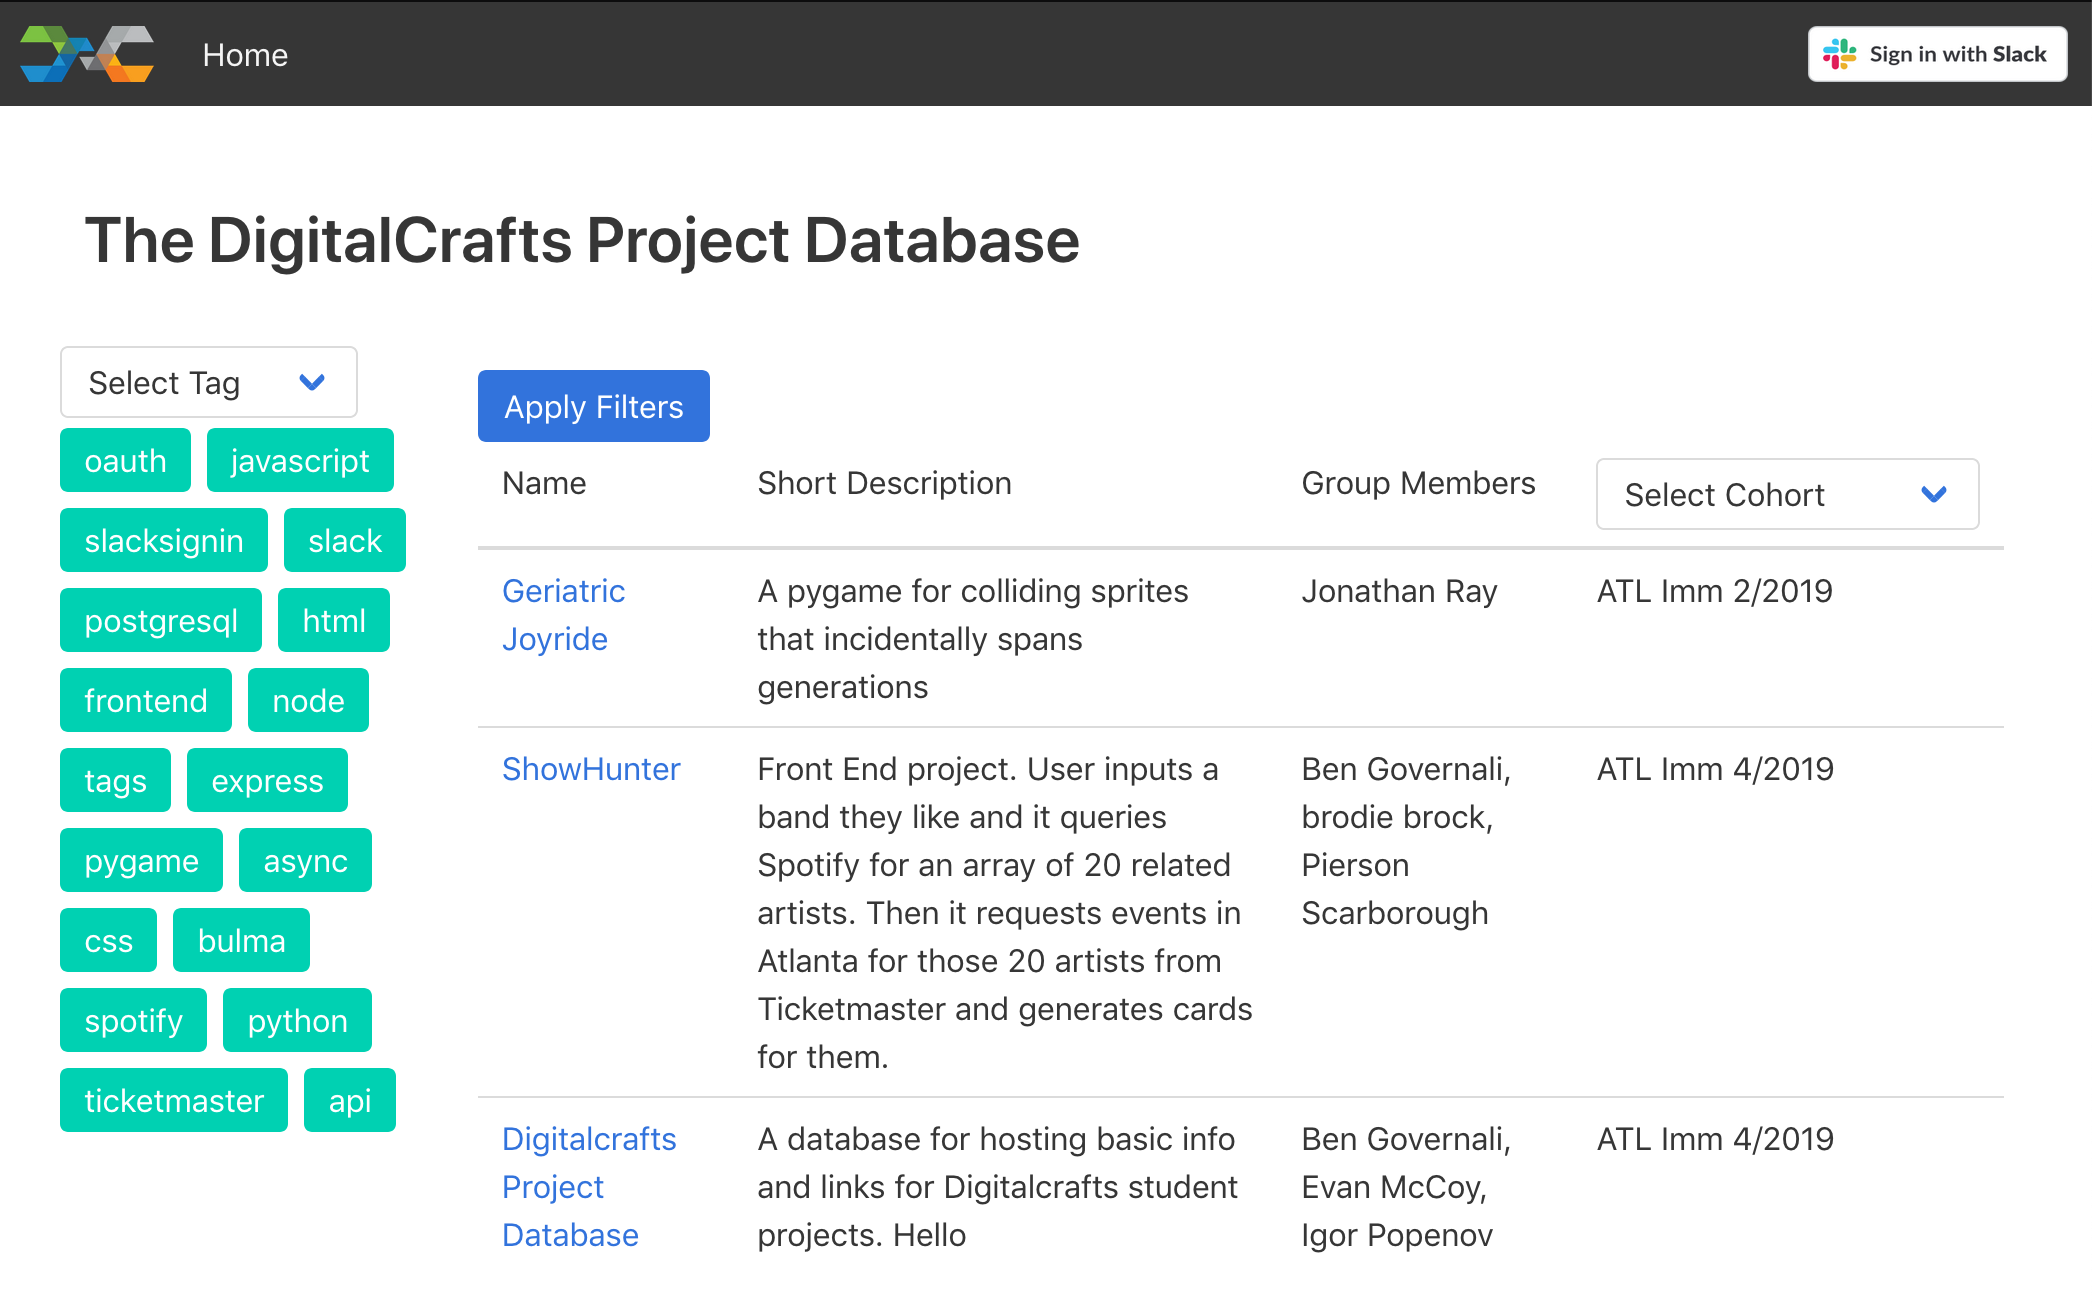 Home
Sign in with Slack
The DigitalCrafts Project Database
Select Tag
oauth javascript
slacksignin slack
postgresql html
frontend node
tags express
pygame async
css bulma
spotify python
ticketmaster api
Apply Filters
Name Short Description Group Members Select Cohort
Geriatric
Joyride
A pygame for colliding sprites
that incidentally spans
generations
Jonathan Ray
ATL Imm 2/2019
ShowHunter
Front End project. User inputs a
band they like and it queries
Spotify for an array of 20 related
artists. Then it requests events in
Atlanta for those 20 artists from
Ticketmaster and generates cards
for them.
Ben Governali,
brodie brock,
Pierson
Scarborough
ATL Imm 4/2019
Digitalcrafts
Project
Database
A database for hosting basic info
and links for Digitalcrafts student
projects. Hello
Ben Governali,
Evan McCoy,
Igor Popenov
ATL Imm 4/2019